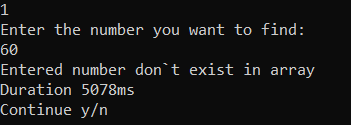 1
Enter the number you want to find:
60
Entered number don`t exist in array
Duration 5078ms
Continue y/n